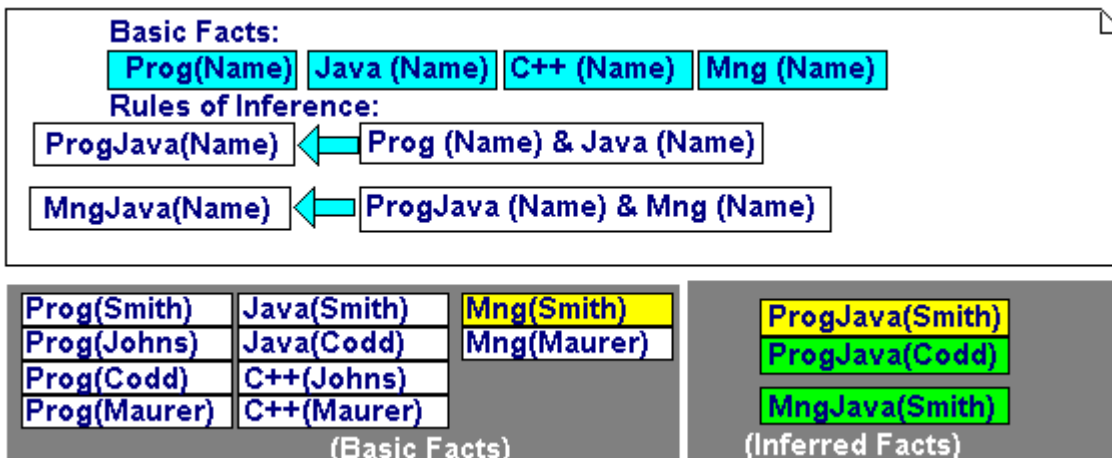 Basic Facts:
Prog(Name) Java (Name) C++ (Name) Mng (Name)
Rules of Inference:
ProgJava(Name) Prog (Name) & Java (Name)
MngJava(Name) ProgJava (Name) & Mng (Name)
Prog(Smith) Java(Smith) Mng(Smith)
Prog(Johns) Java(Codd) Mng(Maurer)
Prog(Codd) C++(Johns)
Prog(Maurer) C++(Maurer)
(Basic Facts)
ProgJava(Smith)
ProgJava(Codd)
MngJava(Smith)
(Inferred Facts)